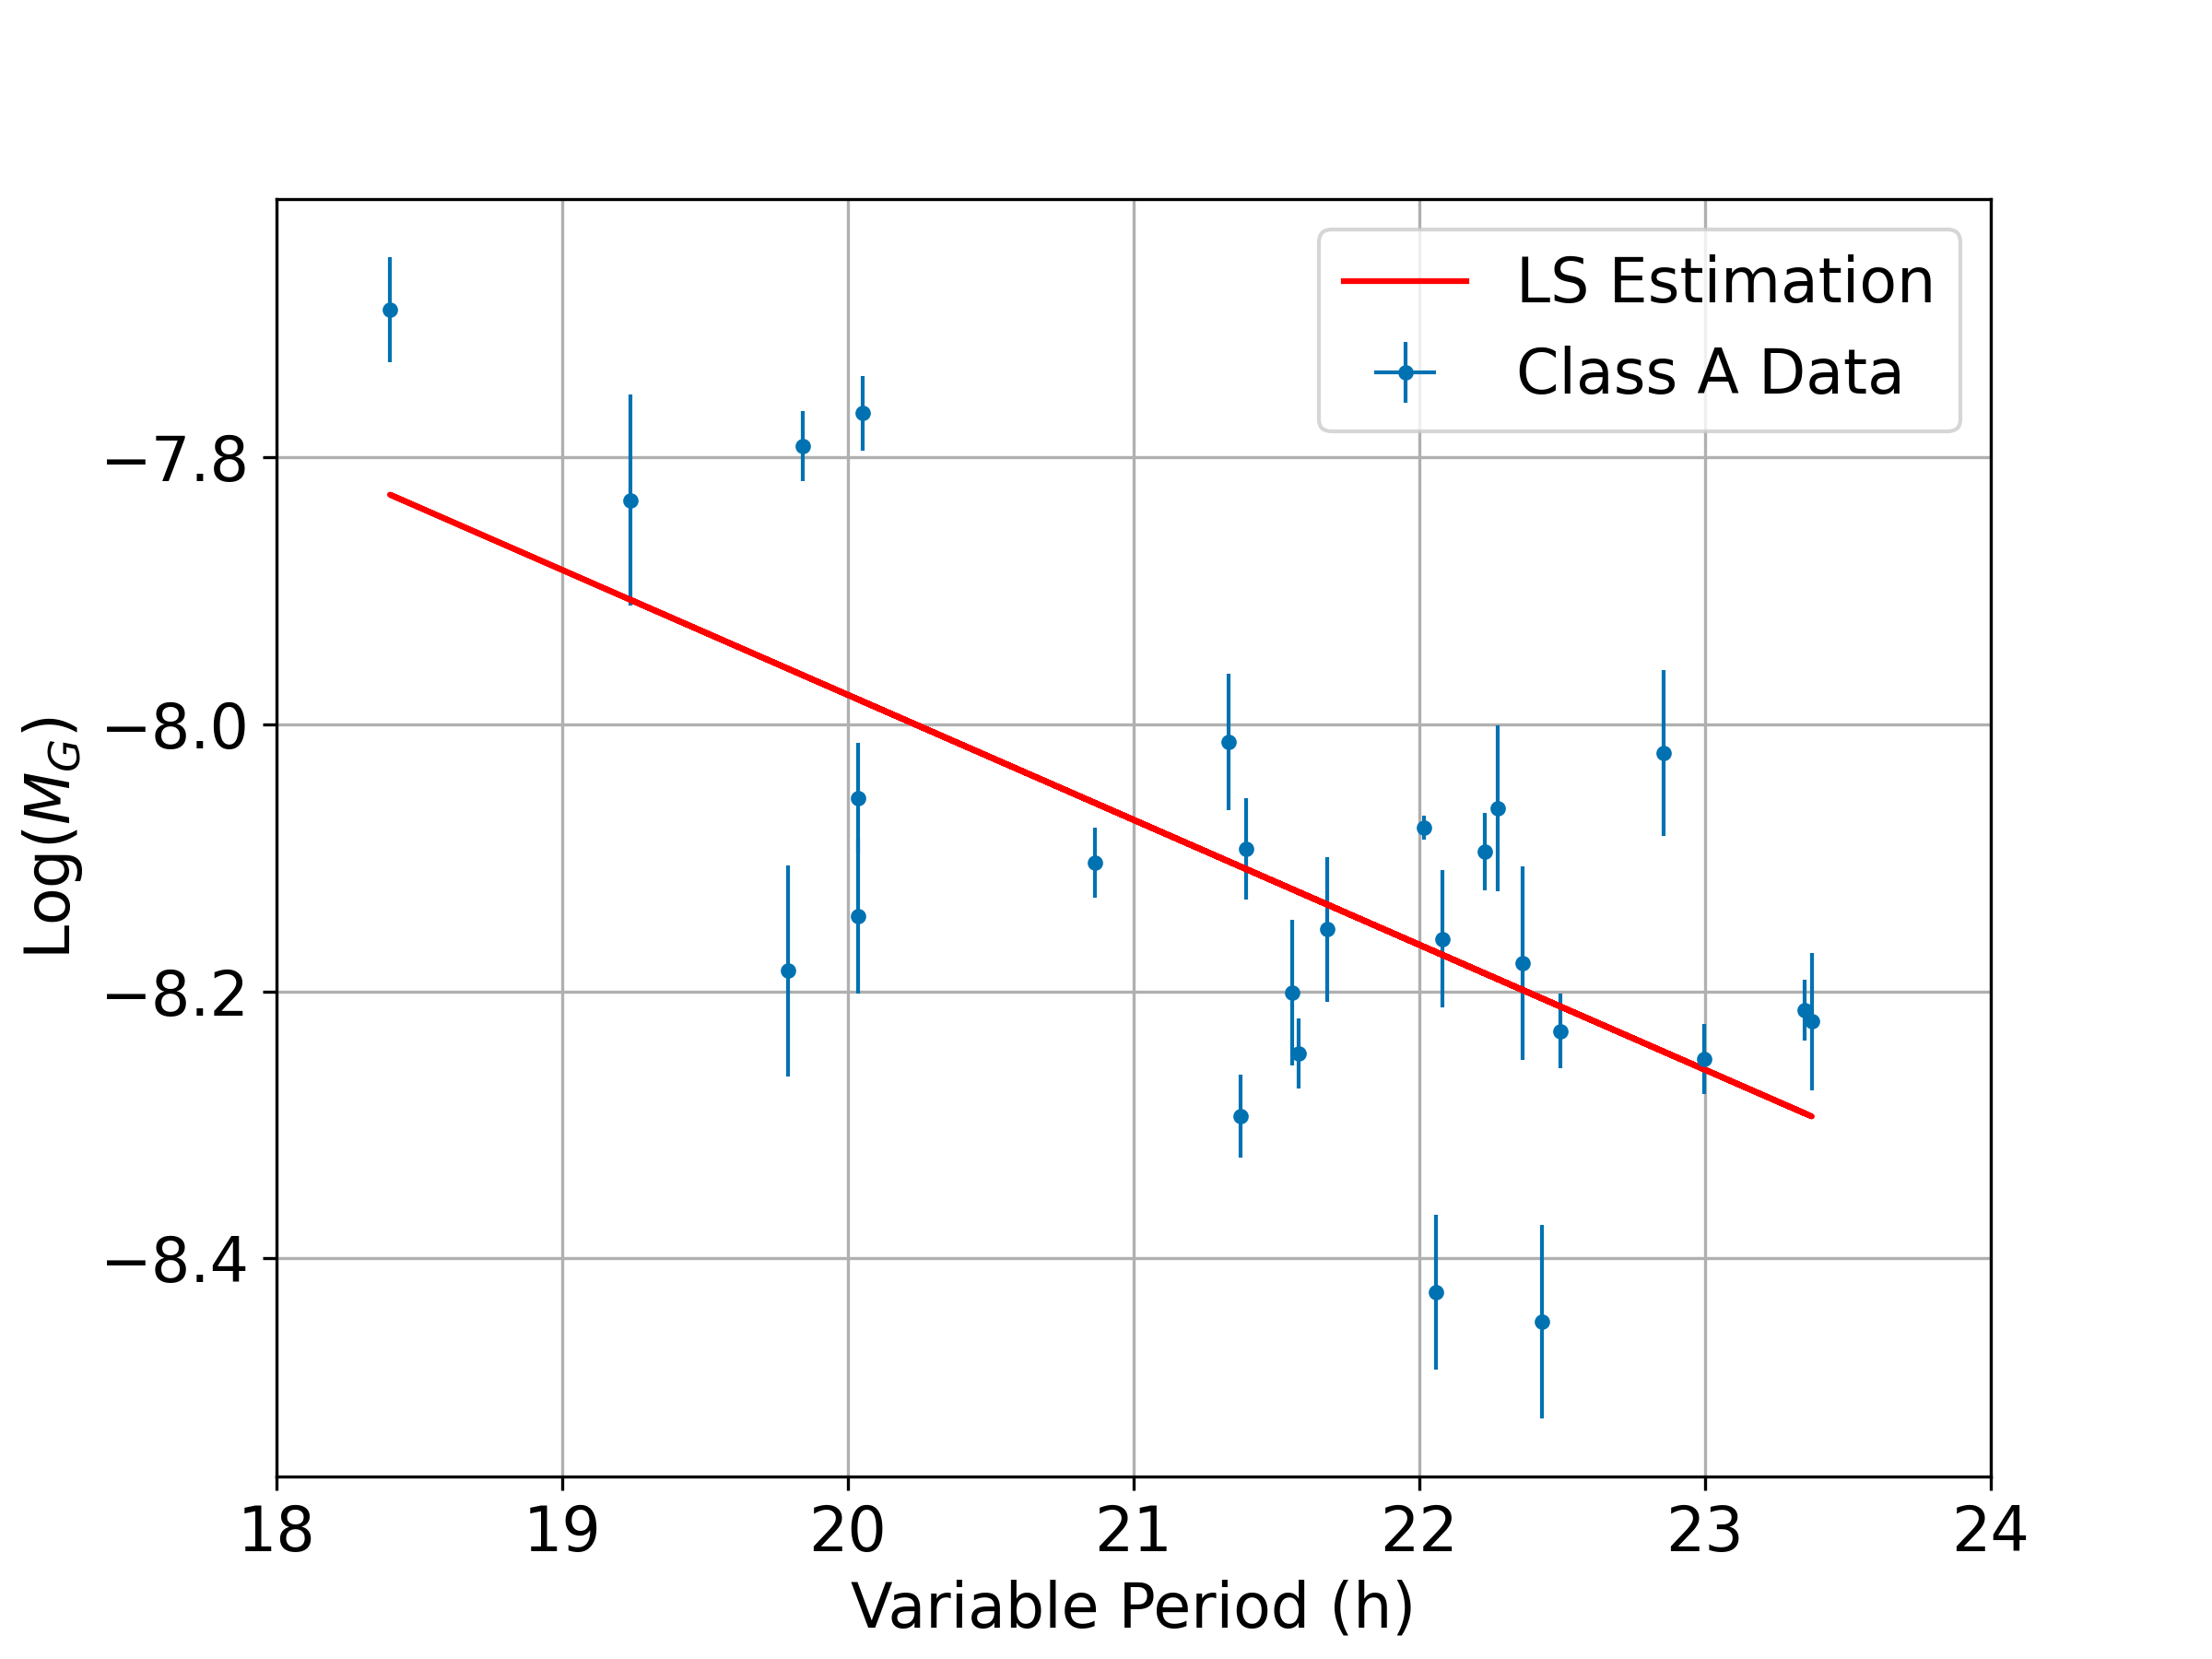 LS Estimation
Class A Data
−7.8
−8.0
−8.2
−8.4
Log(M_G)
18 19 20 21 22 23 24
Variable Period (h)